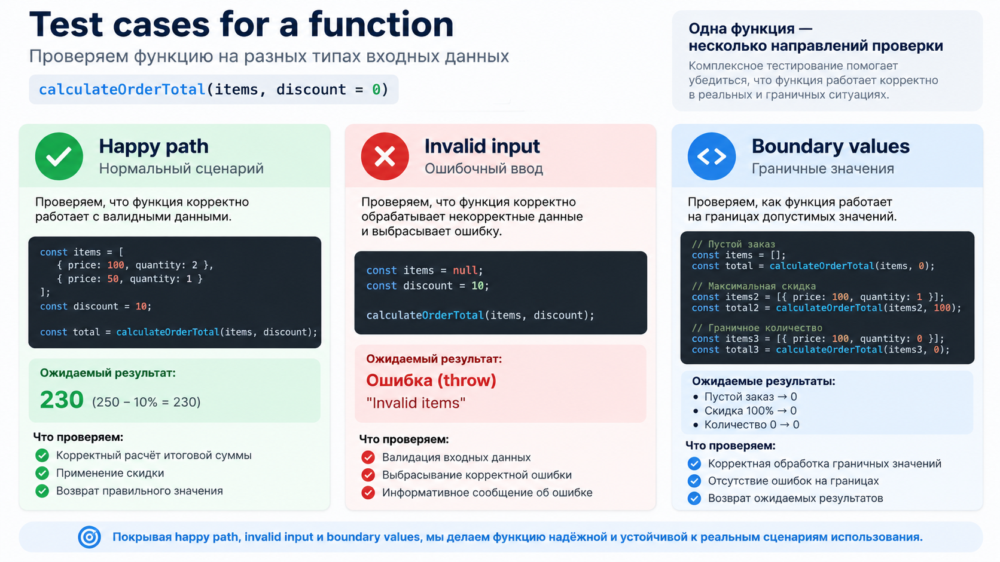 Test cases for a function
Проверяем функцию на разных типах входных данных
calculateOrderTotal(items, discount = 0)
Одна функция —
несколько направлений проверки
Комплексное тестирование помогает
убедиться, что функция работает корректно
в реальных и граничных ситуациях.
Happy path
Нормальный сценарий
Проверяем, что функция корректно
работает с валидными данными.
const items = [
{ price: 100, quantity: 2 },
{ price: 50, quantity: 1 }
];
const discount = 10;
const total = calculateOrderTotal(items, discount);
Ожидаемый результат:
230 (250 – 10% = 230)
Что проверяем:
Корректный расчёт итоговой суммы
Применение скидки
Возврат правильного значения
Invalid input
Ошибочный ввод
Проверяем, что функция корректно
обрабатывает некорректные данные
и выбрасывает ошибку.
const items = null;
const discount = 10;
calculateOrderTotal(items, discount);
Ожидаемый результат:
Ошибка (throw)
"Invalid items"
Что проверяем:
Валидация входных данных
Выбрасывание корректной ошибки
Информативное сообщение об ошибке
Boundary values
Граничные значения
Проверяем, как функция работает
на границах допустимых значений.
// Пустой заказ
const items = [];
const total = calculateOrderTotal(items, 0);
// Максимальная скидка
const items2 = [{ price: 100, quantity: 1 }];
const total2 = calculateOrderTotal(items2, 100);
// Граничное количество
const items3 = [{ price: 100, quantity: 0 }];
const total3 = calculateOrderTotal(items3, 0);
Ожидаемые результаты:
• Пустой заказ → 0
• Скидка 100% → 0
• Количество 0 → 0
Что проверяем:
Корректная обработка граничных значений
Отсутствие ошибок на границах
Возврат ожидаемых результатов
Покрывая happy path, invalid input и boundary values, мы делаем функцию надёжной и устойчивой к реальным сценариям использования.